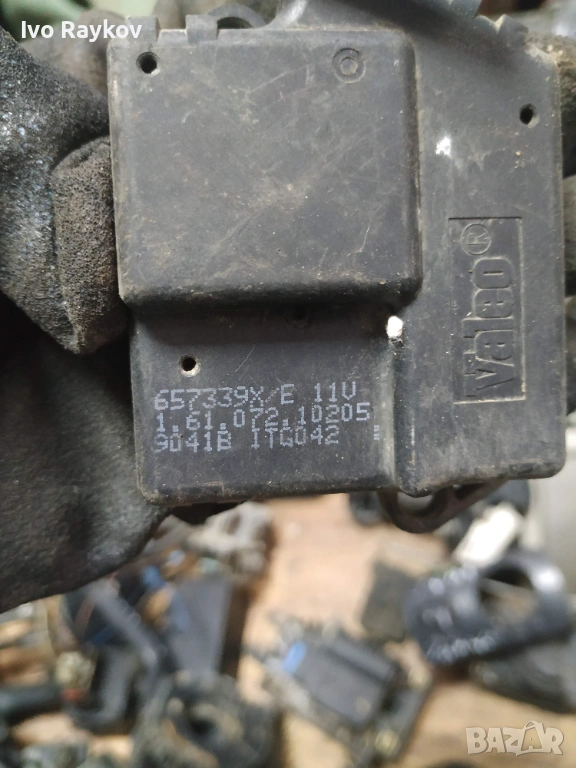 Ivo Raykov
©
Valeo
657339X/E 11V
1.61.072.10205
9041B ITG042
BAZAR